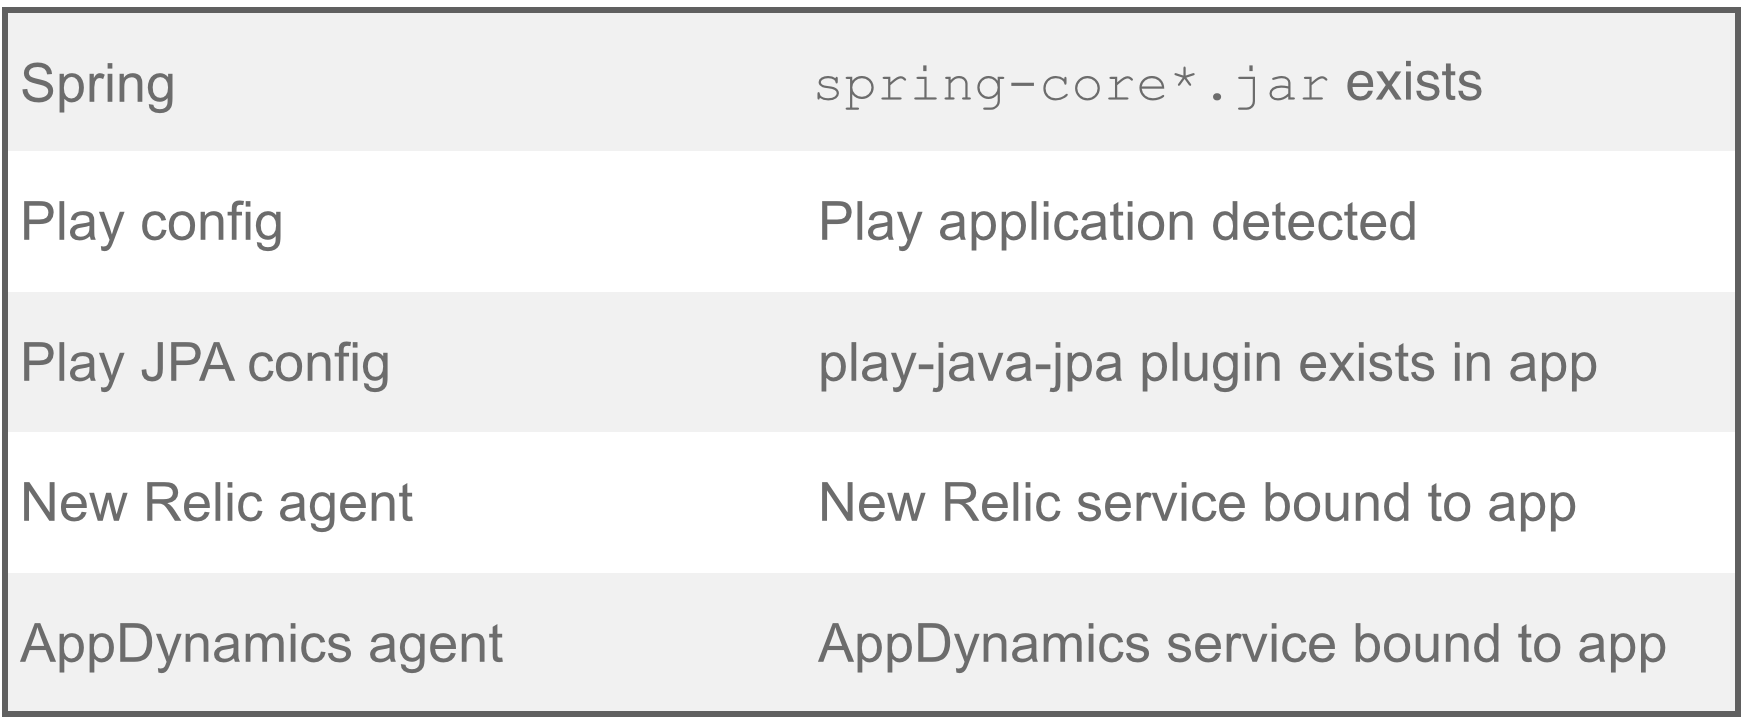 Spring spring-core*.jar exists
Play config Play application detected
Play JPA config play-java-jpa plugin exists in app
New Relic agent New Relic service bound to app
AppDynamics agent AppDynamics service bound to app